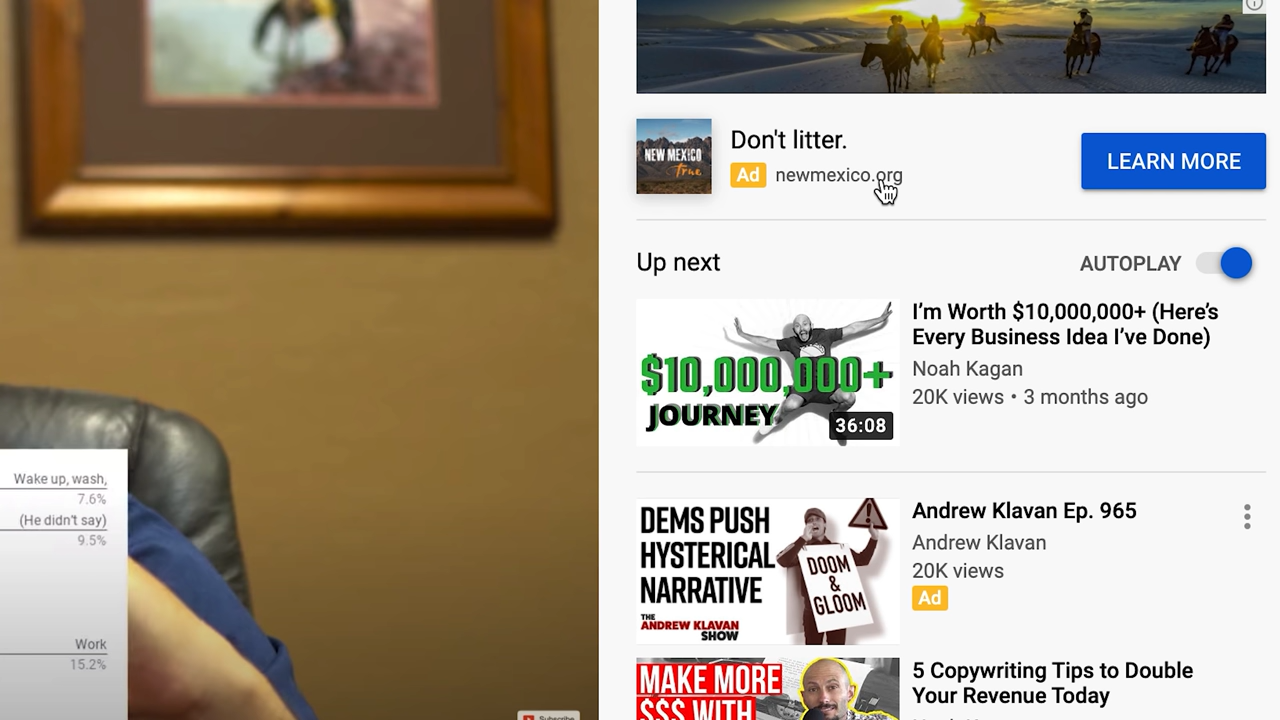 Wake up, wash,
7.6%
(He didn't say)
9.5%
Work
15.2%
Subscribe
NEW MEXICO
True
Don't litter.
Ad newmexico.org
LEARN MORE
Up next
AUTOPLAY
$10,000,000+
JOURNEY
36:08
I'm Worth $10,000,000+ (Here's
Every Business Idea I've Done)
Noah Kagan
20K views • 3 months ago
DEMS PUSH
HYSTERICAL
NARRATIVE
THE
ANDREW KLAVAN
SHOW
DOOM
&
GLOOM
Andrew Klavan Ep. 965
Andrew Klavan
20K views
Ad
MAKE MORE
$$$ WITH
5 Copywriting Tips to Double
Your Revenue Today